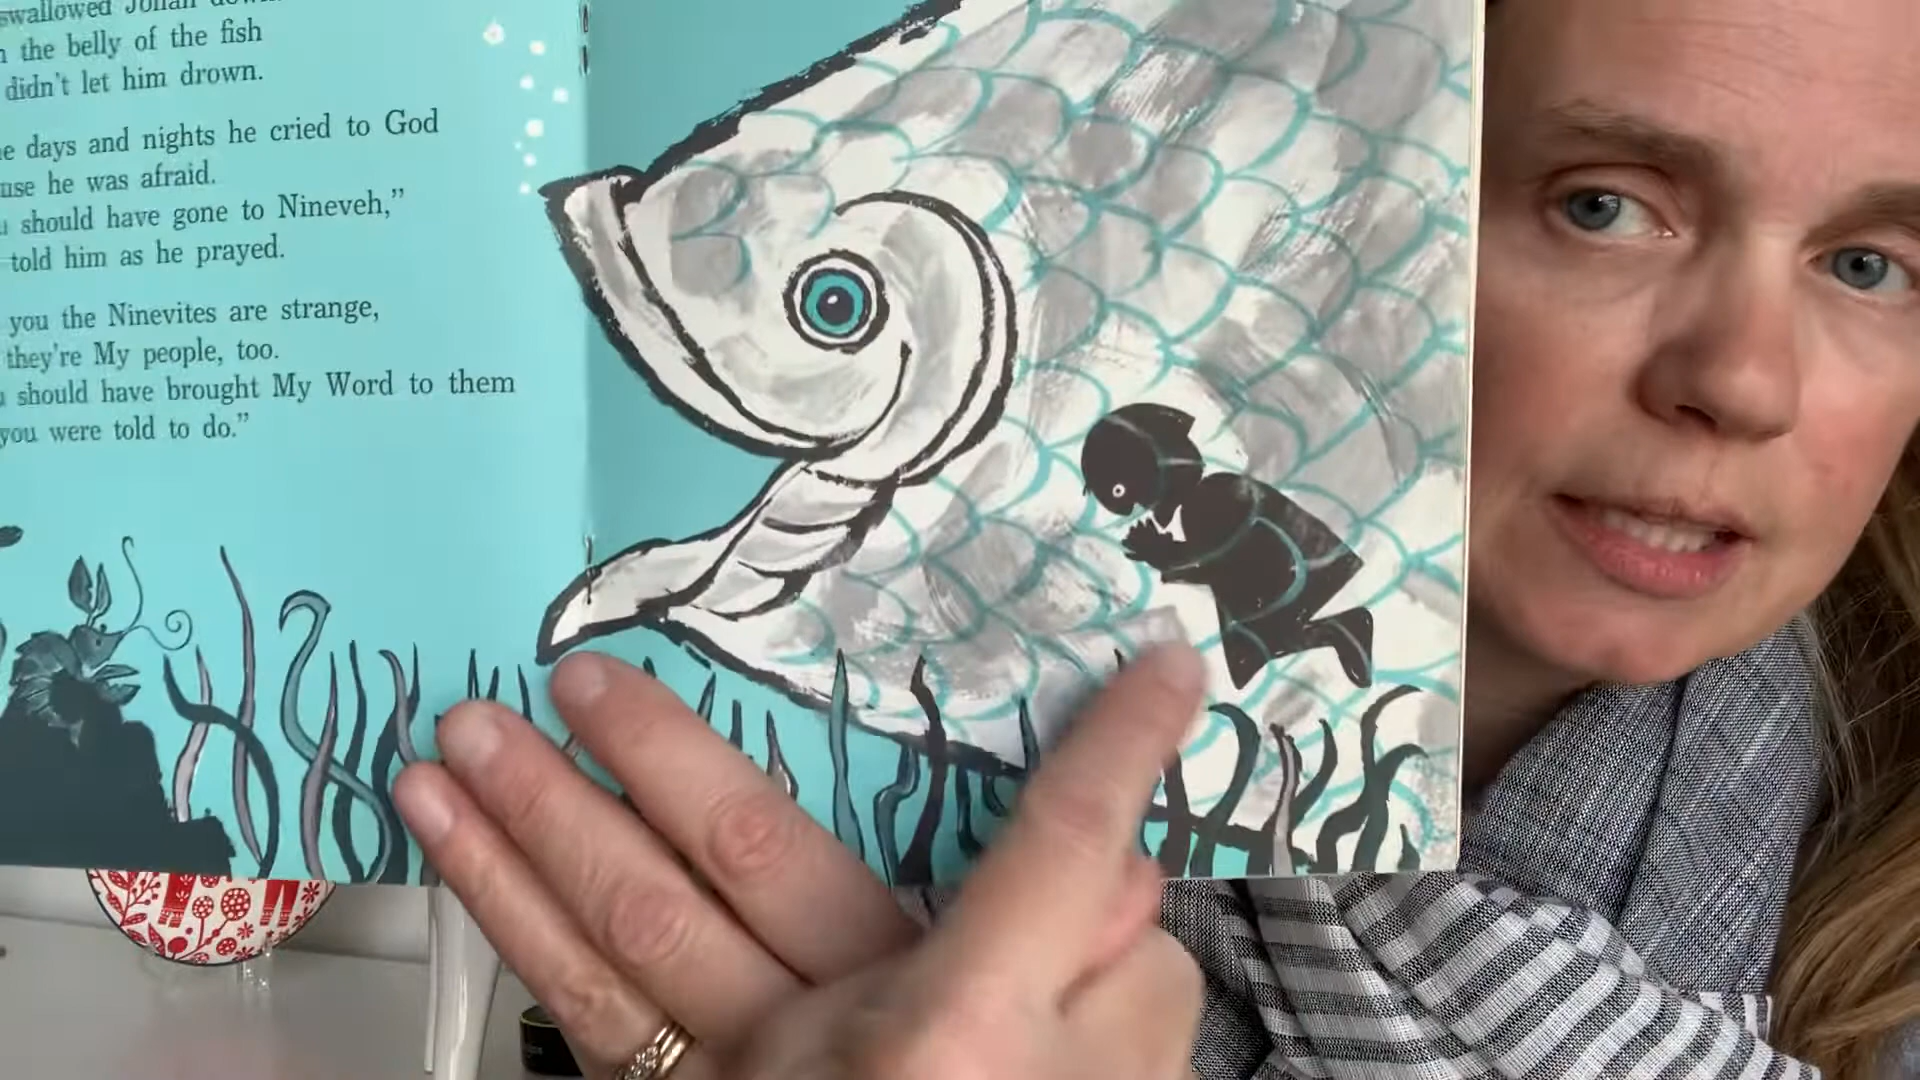 swallowed Jonah down
the belly of the fish
didn't let him drown.
days and nights he cried to God
he was afraid.
should have gone to Nineveh,”
told him as he prayed.
you the Ninevites are strange,
they're My people, too.
should have brought My Word to them
you were told to do.”